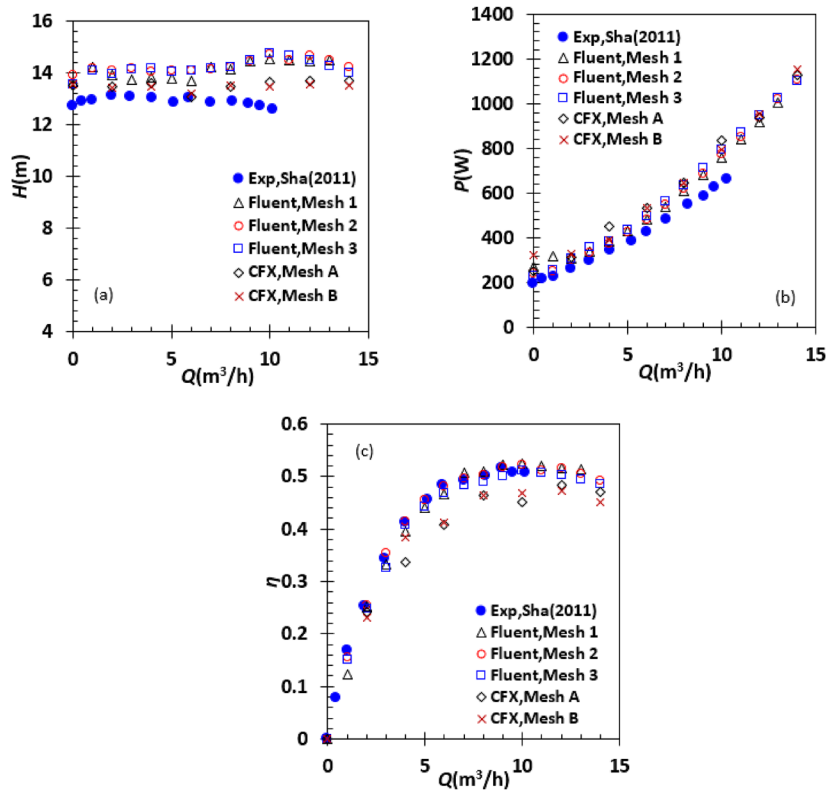 16
14
12
10
8
6
4
H(m)
Exp,Sha(2011)
Fluent,Mesh 1
Fluent,Mesh 2
Fluent,Mesh 3
CFX,Mesh A
CFX,Mesh B
(a)
0
5
10
15
Q(m³/h)
1400
1200
1000
800
600
400
200
0
P(W)
Exp,Sha(2011)
Fluent,Mesh 1
Fluent,Mesh 2
Fluent,Mesh 3
CFX,Mesh A
CFX,Mesh B
(b)
0
5
10
15
Q(m³/h)
0.6
0.5
0.4
0.3
0.2
0.1
0
η
(c)
Exp,Sha(2011)
Fluent,Mesh 1
Fluent,Mesh 2
Fluent,Mesh 3
CFX,Mesh A
CFX,Mesh B
0
5
10
15
Q(m³/h)